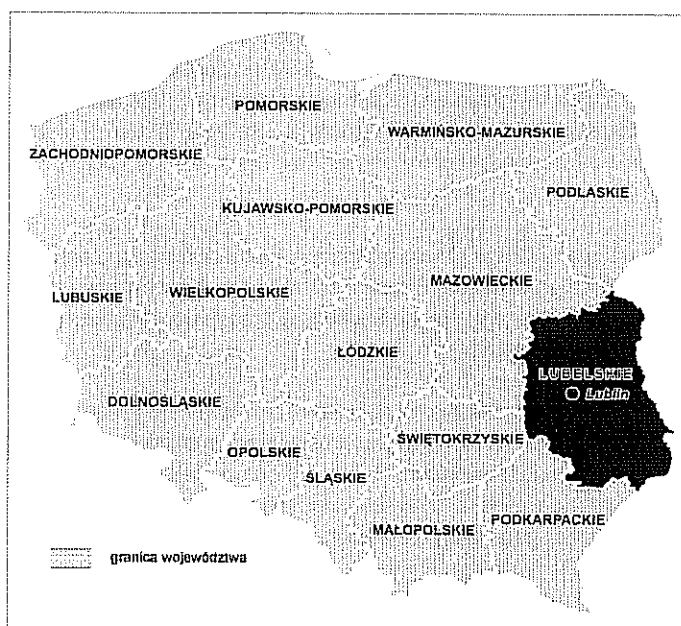 POMORSKIE
WARMIŃSKO-MAZURSKIE
ZACHODNIOPOMORSKIE
PODLASKIE
KUJAWSKO-POMORSKIE
MAZOWIECKIE
LUBUSKIE
WIELKOPOLSKIE
ŁÓDZKIE
LUBELSKIE
Lublin
DOLNOŚLĄSKIE
ŚWIĘTOKRZYSKIE
OPOLSKIE
ŚLĄSKIE
MAŁOPOLSKIE
PODKARPACKIE
granica województwa